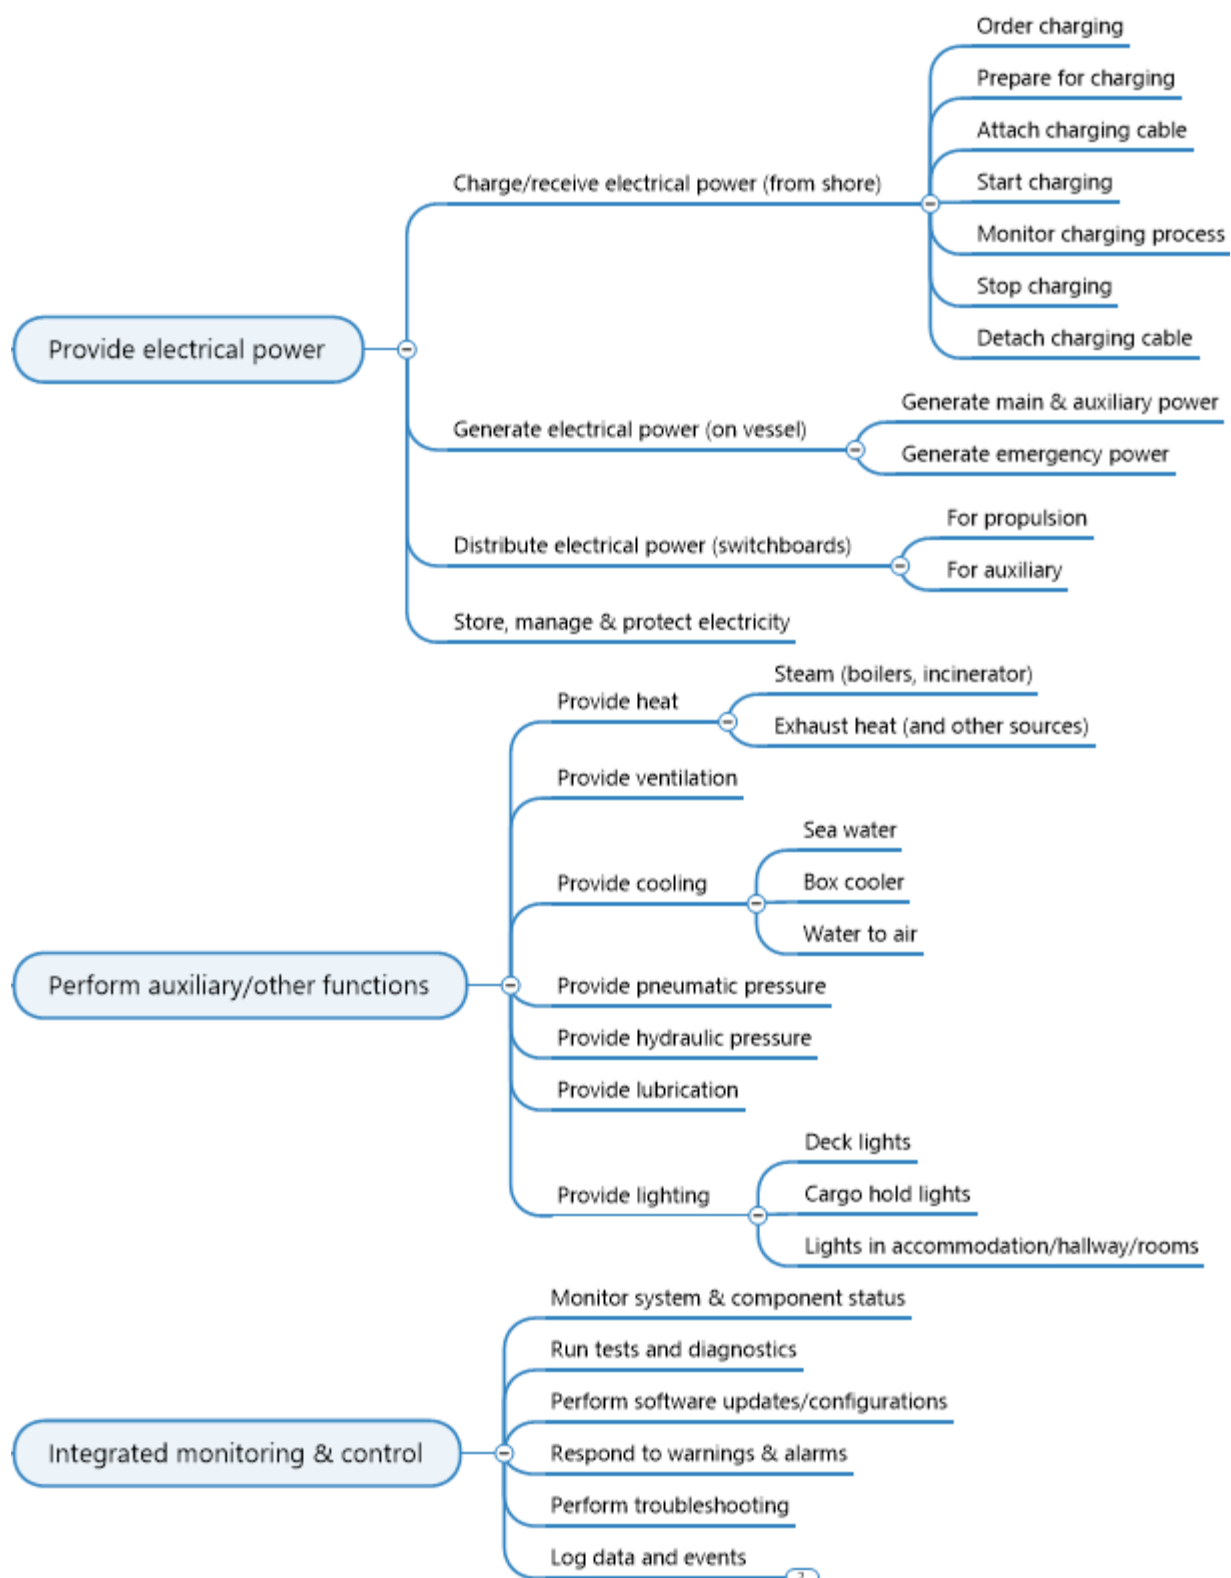 Order charging
Prepare for charging
Attach charging cable
Charge/receive electrical power (from shore)
Start charging
Monitor charging process
Stop charging
Detach charging cable
Provide electrical power
Generate main & auxiliary power
Generate electrical power (on vessel)
Generate emergency power
For propulsion
Distribute electrical power (switchboards)
For auxiliary
Store, manage & protect electricity
Steam (boilers, incinerator)
Provide heat
Exhaust heat (and other sources)
Provide ventilation
Sea water
Provide cooling
Box cooler
Water to air
Perform auxiliary/other functions
Provide pneumatic pressure
Provide hydraulic pressure
Provide lubrication
Deck lights
Provide lighting
Cargo hold lights
Lights in accommodation/hallway/rooms
Monitor system & component status
Run tests and diagnostics
Perform software updates/configurations
Integrated monitoring & control
Respond to warnings & alarms
Perform troubleshooting
Log data and events